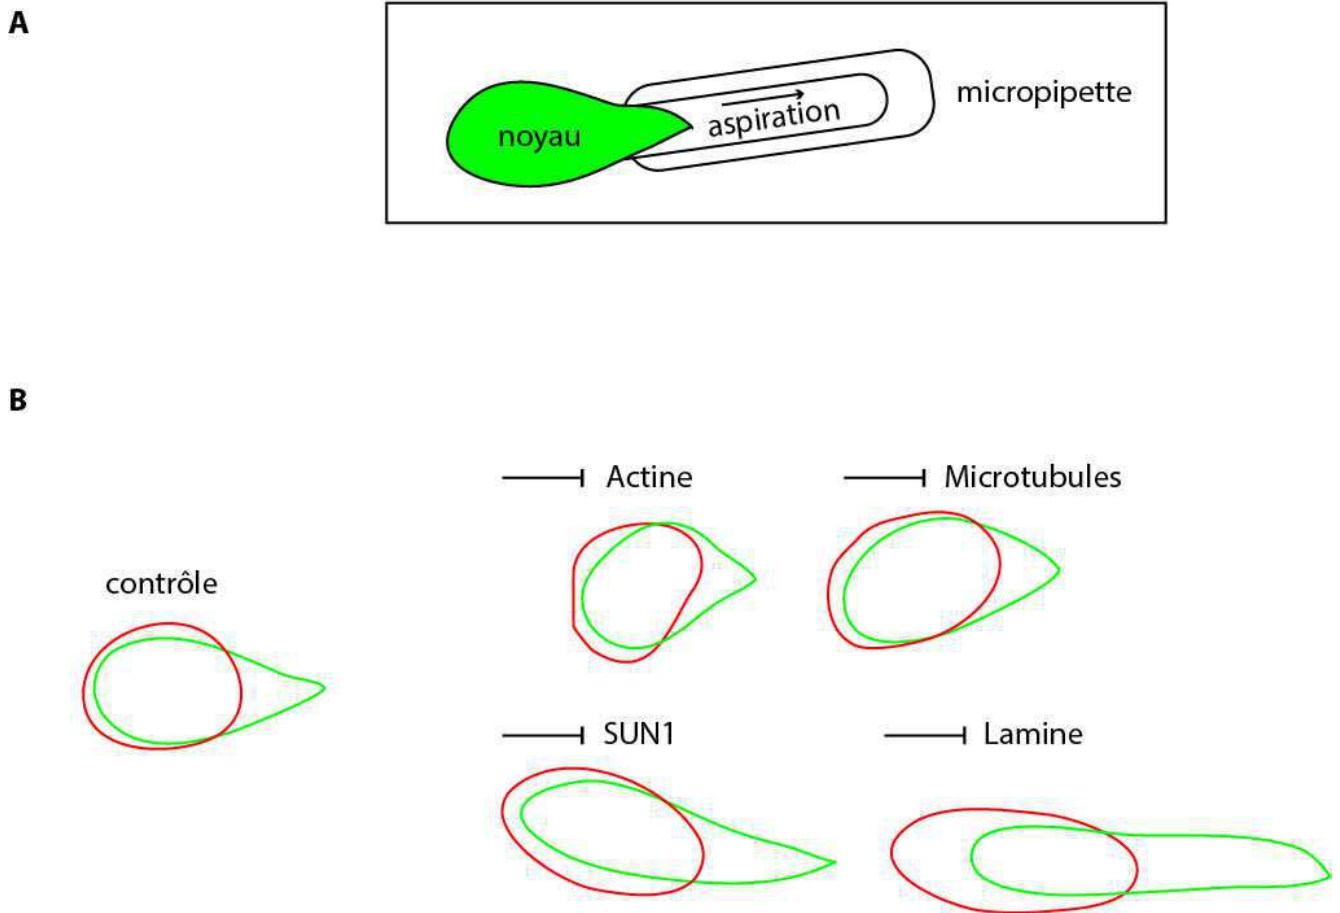 A
noyau
aspiration
micropipette
B
contrôle
Actine
Microtubules
SUN1
Lamine